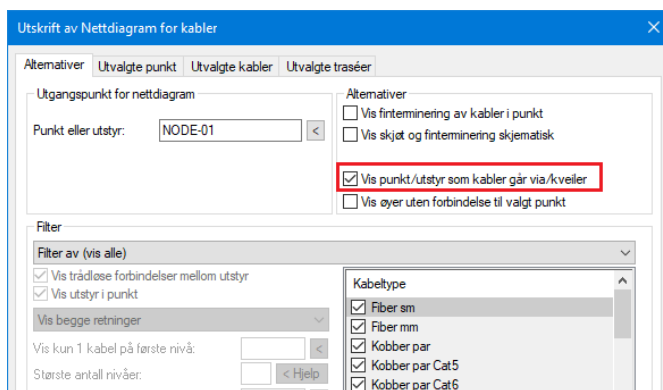 Utskrift av Nettdiagram for kabler
Alternativer Utvalgte punkt Utvalgte kabler Utvalgte traséer
Utgangspunkt for nettdiagram
Punkt eller utstyr: NODE-01 <
Alternativer
Vis finterminering av kabler i punkt
Vis skjøt og finterminering skjematisk
Vis punkt/utstyr som kabler går via/kveiler
Vis øyer uten forbindelse til valgt punkt
Filter
Filter av (vis alle)
Vis trådløse forbindelser mellom utstyr
Vis utstyr i punkt
Vis begge retninger
Vis kun 1 kabel på første nivå: <
Største antall nivåer: < Hjelp
Kabeltype
Fiber sm
Fiber mm
Kobber par
Kobber par Cat5
Kobber par Cat6